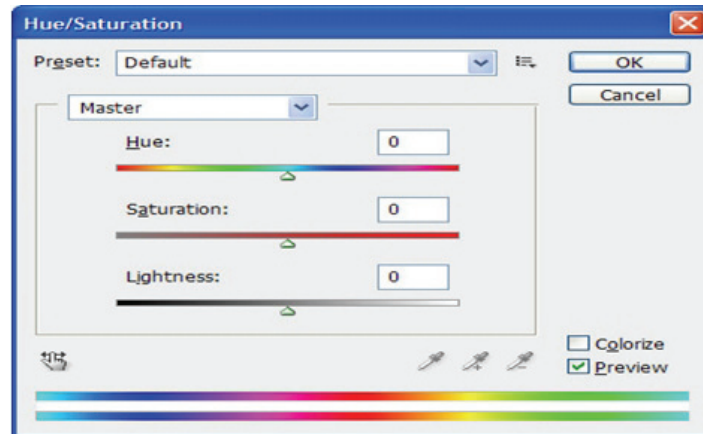 Hue/Saturation
Preset: Default
OK
Master
Cancel
Hue: 0
Saturation: 0
Lightness: 0
Colorize
Preview